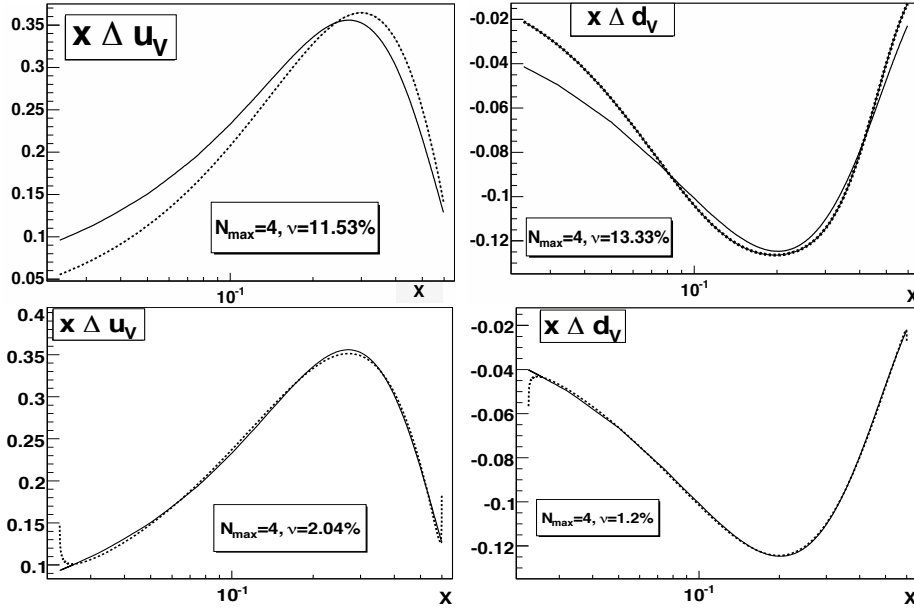 x Δ u_V
0.35
0.3
0.25
0.2
0.15
0.1
0.05
N_max=4, ν=11.53%
10^-1
X
x Δ d_V
-0.02
-0.04
-0.06
-0.08
-0.1
-0.12
N_max=4, ν=13.33%
10^-1
X
x Δ u_V
0.4
0.35
0.3
0.25
0.2
0.15
0.1
N_max=4, ν=2.04%
10^-1
X
x Δ d_V
-0.02
-0.04
-0.06
-0.08
-0.1
-0.12
N_max=4, ν=1.2%
10^-1
X